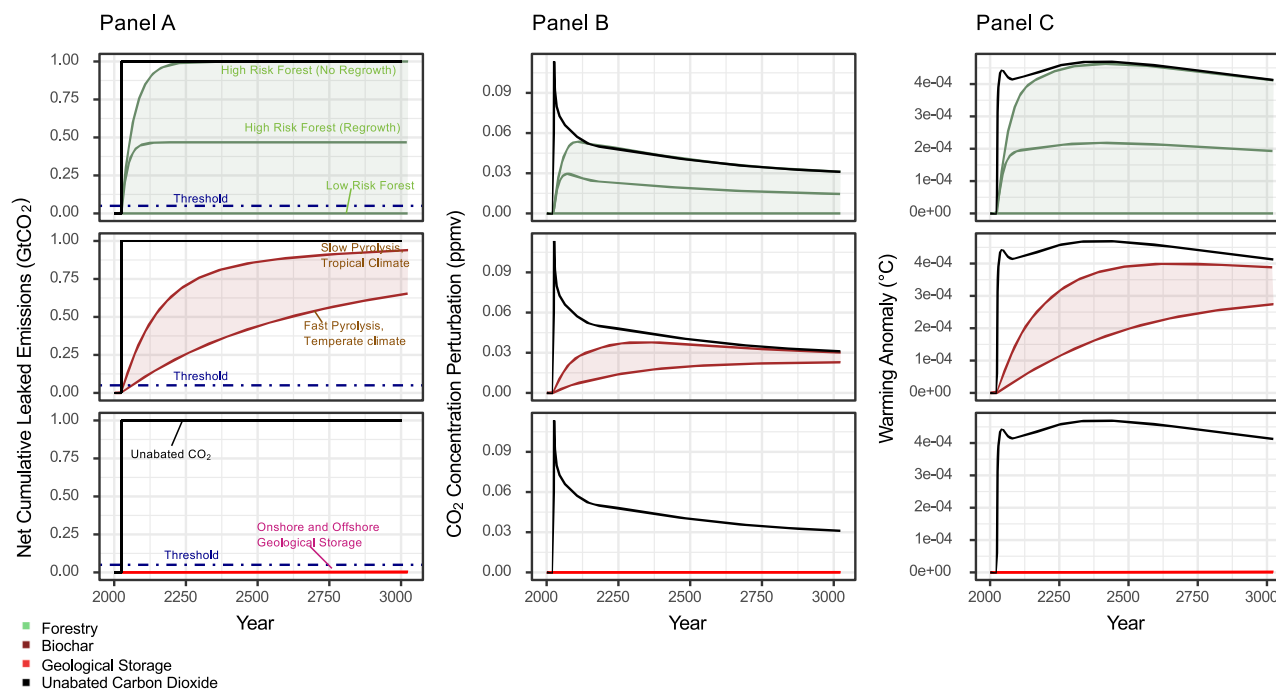 Panel A
Panel B
Panel C
Net Cumulative Leaked Emissions (GtCO₂)
1.00
0.75
0.50
0.25
0.00
High Risk Forest (No Regrowth)
High Risk Forest (Regrowth)
Low Risk Forest
Threshold
1.00
0.75
0.50
0.25
0.00
Slow Pyrolysis,
Tropical Climate
Fast Pyrolysis,
Temperate climate
Threshold
1.00
0.75
0.50
0.25
0.00
Unabated CO₂
Onshore and Offshore
Geological Storage
Threshold
2000 2250 2500 2750 3000
Year
CO₂ Concentration Perturbation (ppmv)
0.09
0.06
0.03
0.00
0.09
0.06
0.03
0.00
0.09
0.06
0.03
0.00
2000 2250 2500 2750 3000
Year
Warming Anomaly (°C)
4e-04
3e-04
2e-04
1e-04
0e+00
4e-04
3e-04
2e-04
1e-04
0e+00
4e-04
3e-04
2e-04
1e-04
0e+00
2000 2250 2500 2750 3000
Year
Forestry
Biochar
Geological Storage
Unabated Carbon Dioxide